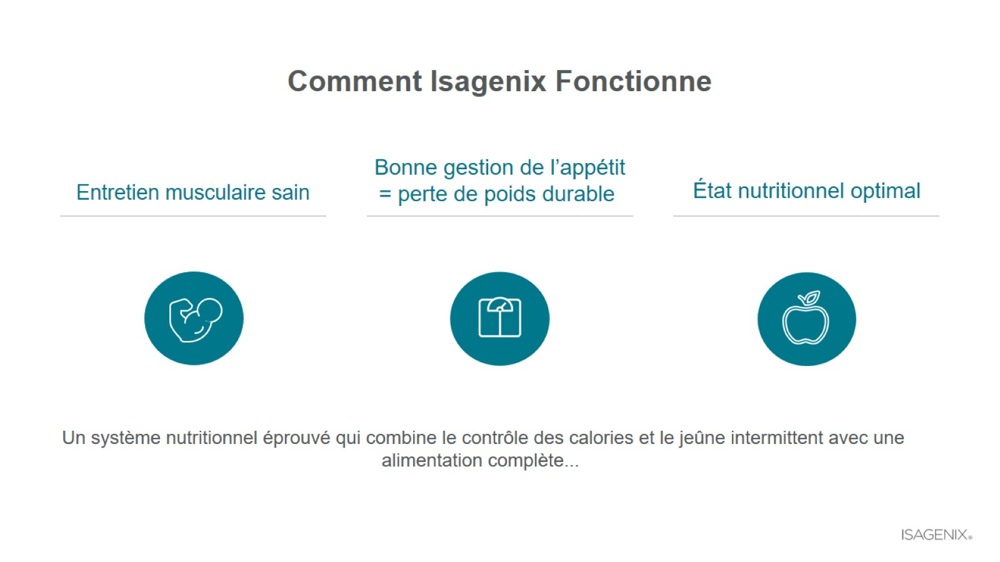 Comment Isagenix Fonctionne
Entretien musculaire sain
Bonne gestion de l’appétit
= perte de poids durable
État nutritionnel optimal
Un système nutritionnel éprouvé qui combine le contrôle des calories et le jeûne intermittent avec une
alimentation complète...
ISAGENIX®